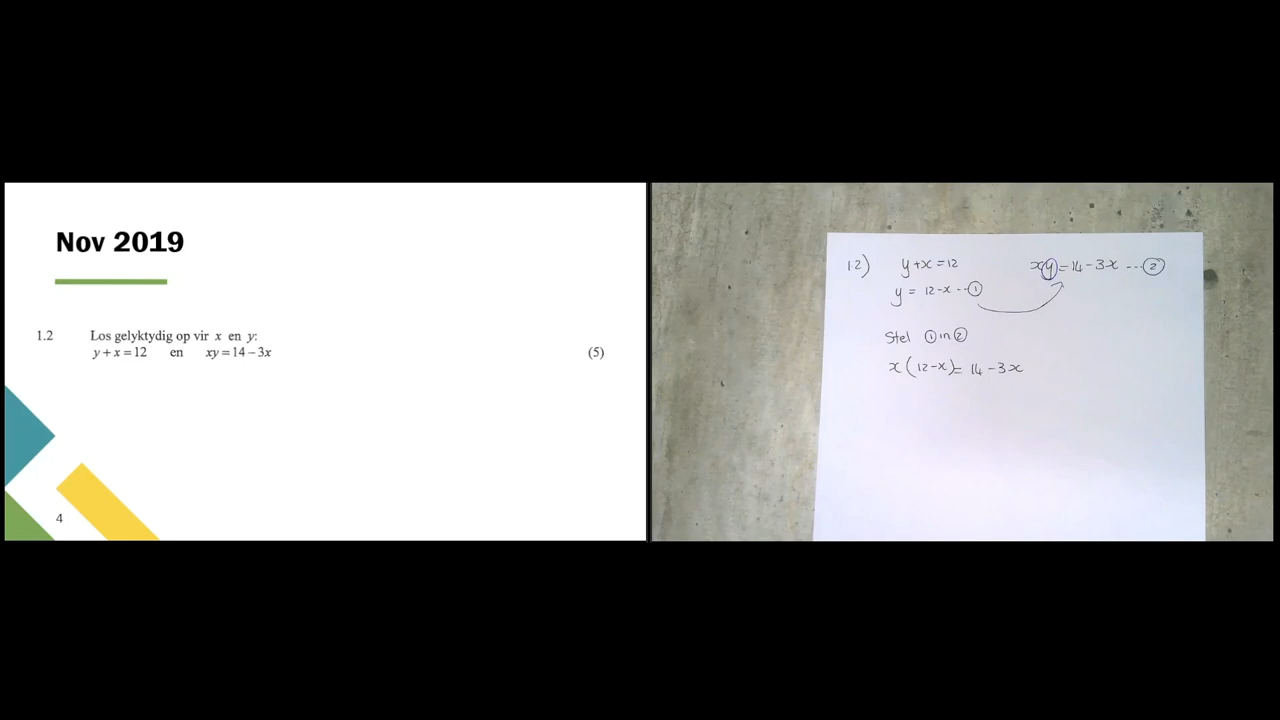 Nov 2019
1.2 Los gelyktydig op vir x en y:
y + x = 12 en xy = 14 − 3x (5)
4
1.2) y + x = 12 xy = 14 − 3x --- ②
y = 12 − x --- ①
Stel ① in ②
x(12 − x) = 14 − 3x